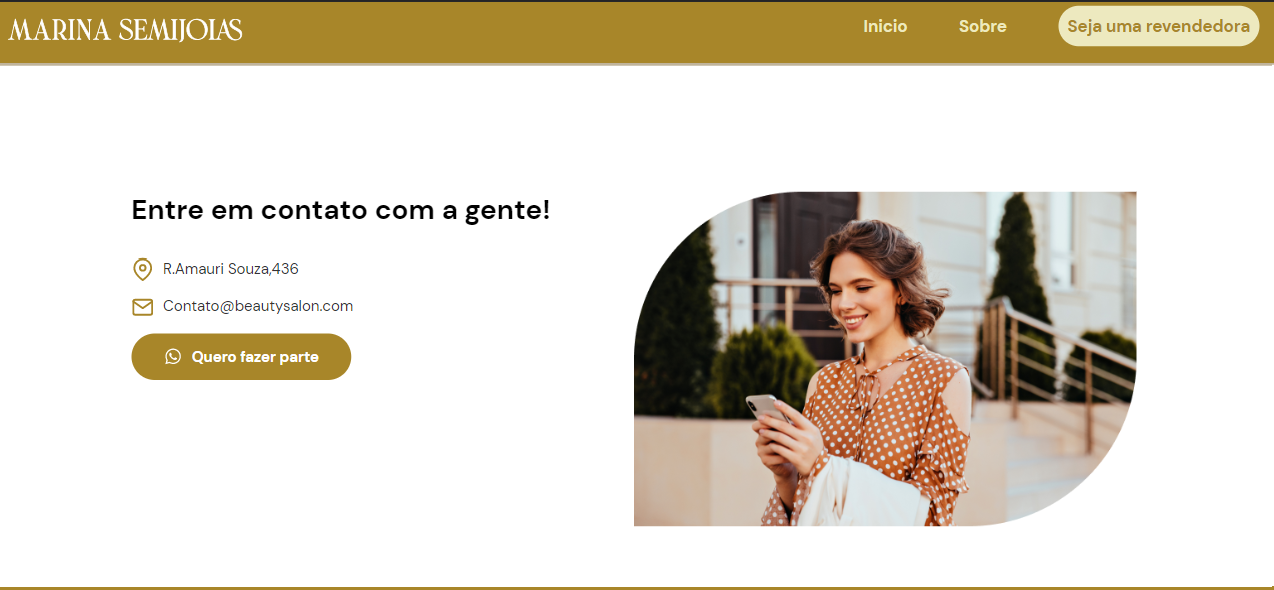 MARINA SEMIJOIAS
Inicio
Sobre
Seja uma revendedora
Entre em contato com a gente!
R.Amauri Souza,436
Contato@beautysalon.com
Quero fazer parte